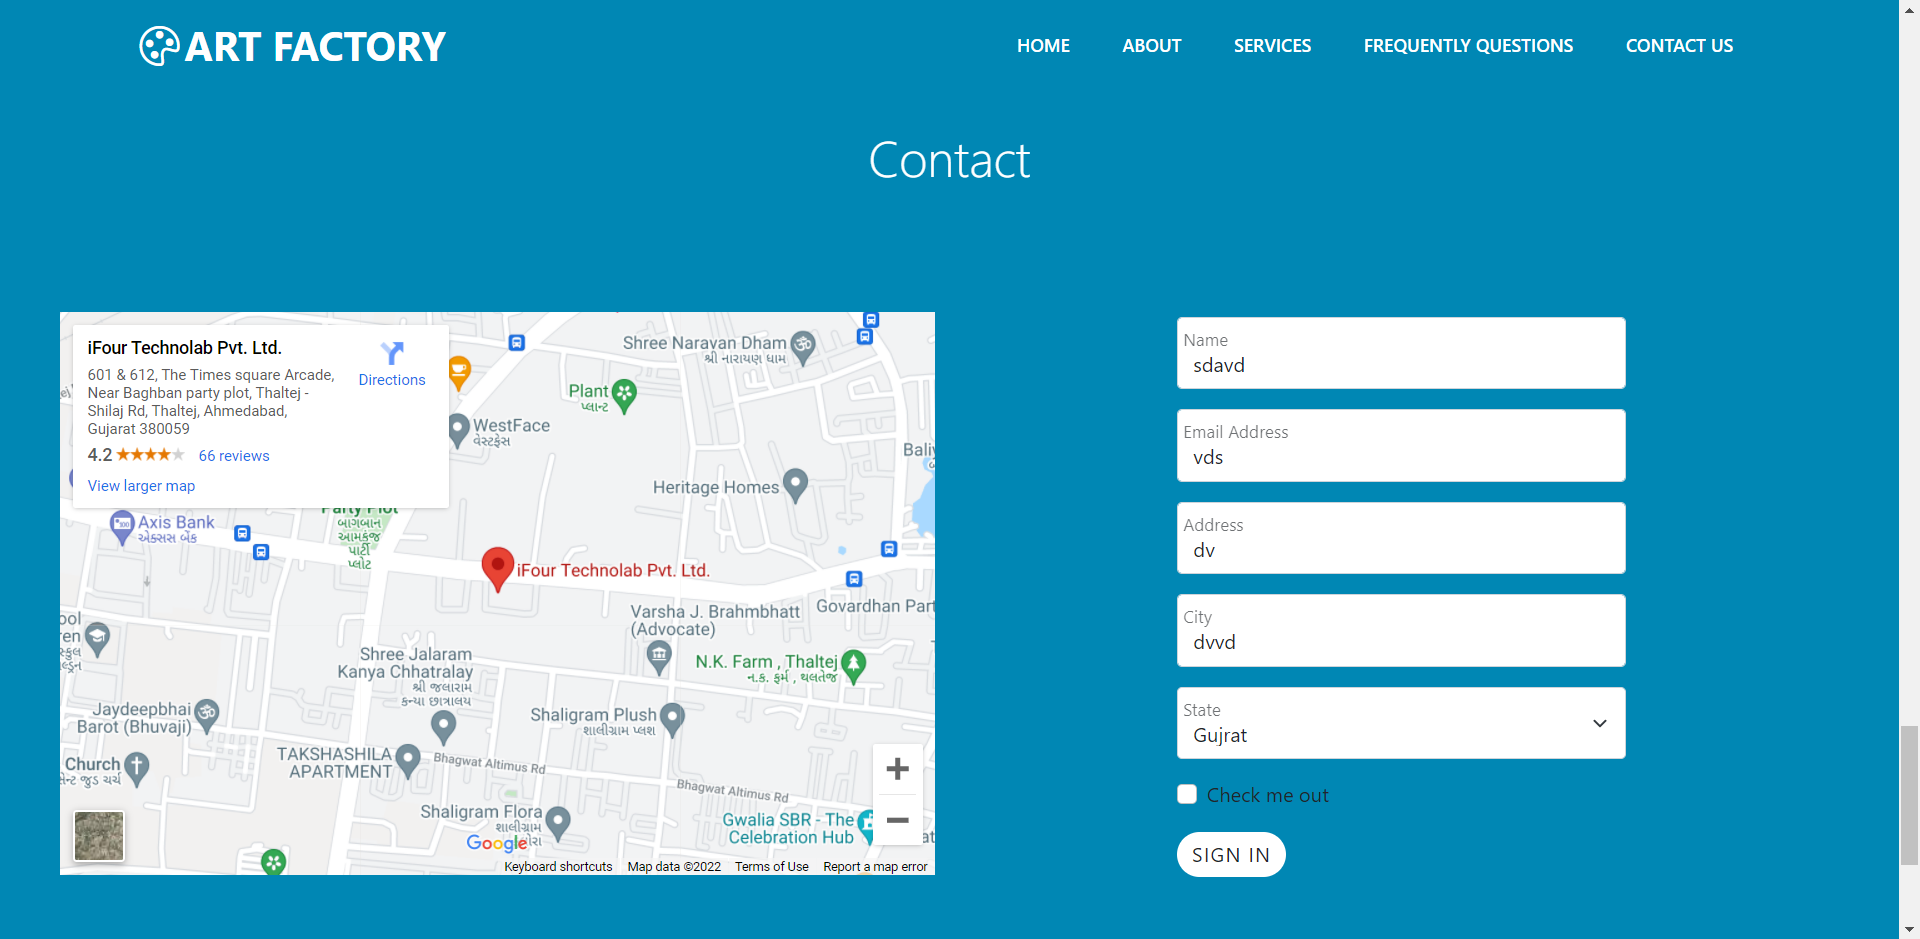 ART FACTORY
HOME
ABOUT
SERVICES
FREQUENTLY QUESTIONS
CONTACT US
Contact
iFour Technolab Pvt. Ltd.
601 & 612, The Times square Arcade,
Near Baghban party plot, Thaltej -
Shilaj Rd, Thaltej, Ahmedabad,
Gujarat 380059
Directions
4.2
66 reviews
View larger map
Shree Naravan Dham
શ્રી નારાયણ ધામ
Plant
પ્લાન્ટ
WestFace
વેસ્ટફેસ
Heritage Homes
Party Plot
બાગબાન
પાર્ટી
પ્લોટ
Axis Bank
એક્સસ બેંક
iFour Technolab Pvt. Ltd.
Varsha J. Brahmbhatt
(Advocate)
Govardhan Part
Shree Jalaram
Kanya Chhatralay
શ્રી જલારામ
કન્યા છાત્રાલય
N.K. Farm , Thaltej
ન.ક. ફર્મ , થલતેજ
Jaydeepbhai
Barot (Bhuvaji)
Shaligram Plush
શાલીગ્રામ પ્લશ
TAKSHASHILA
APARTMENT
Bhagwat Altimus Rd
Bhagwat Altimus Rd
Church
Shaligram Flora
શાલીગ્રામ
Gwalia SBR - The
Celebration Hub
Google
Keyboard shortcuts
Map data ©2022
Terms of Use
Report a map error
Name
sdavd
Email Address
vds
Address
dv
City
dvvd
State
Gujrat
Check me out
SIGN IN